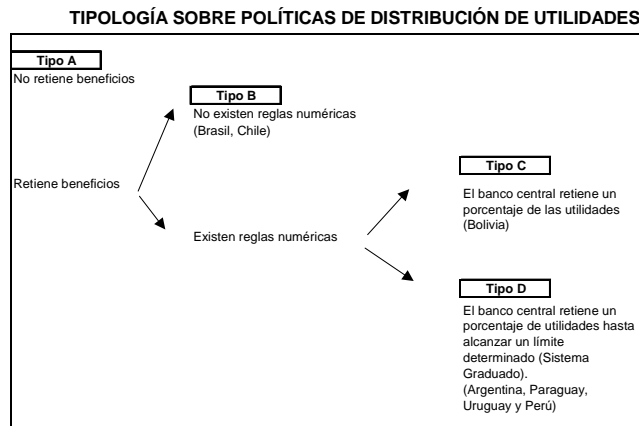 TIPOLOGÍA SOBRE POLÍTICAS DE DISTRIBUCIÓN DE UTILIDADES
Tipo A
No retiene beneficios
Tipo B
No existen reglas numéricas
(Brasil, Chile)
Retiene beneficios
Tipo C
El banco central retiene un
porcentaje de las utilidades
(Bolivia)
Existen reglas numéricas
Tipo D
El banco central retiene un
porcentaje de utilidades hasta
alcanzar un límite
determinado (Sistema
Graduado).
(Argentina, Paraguay,
Uruguay y Perú)